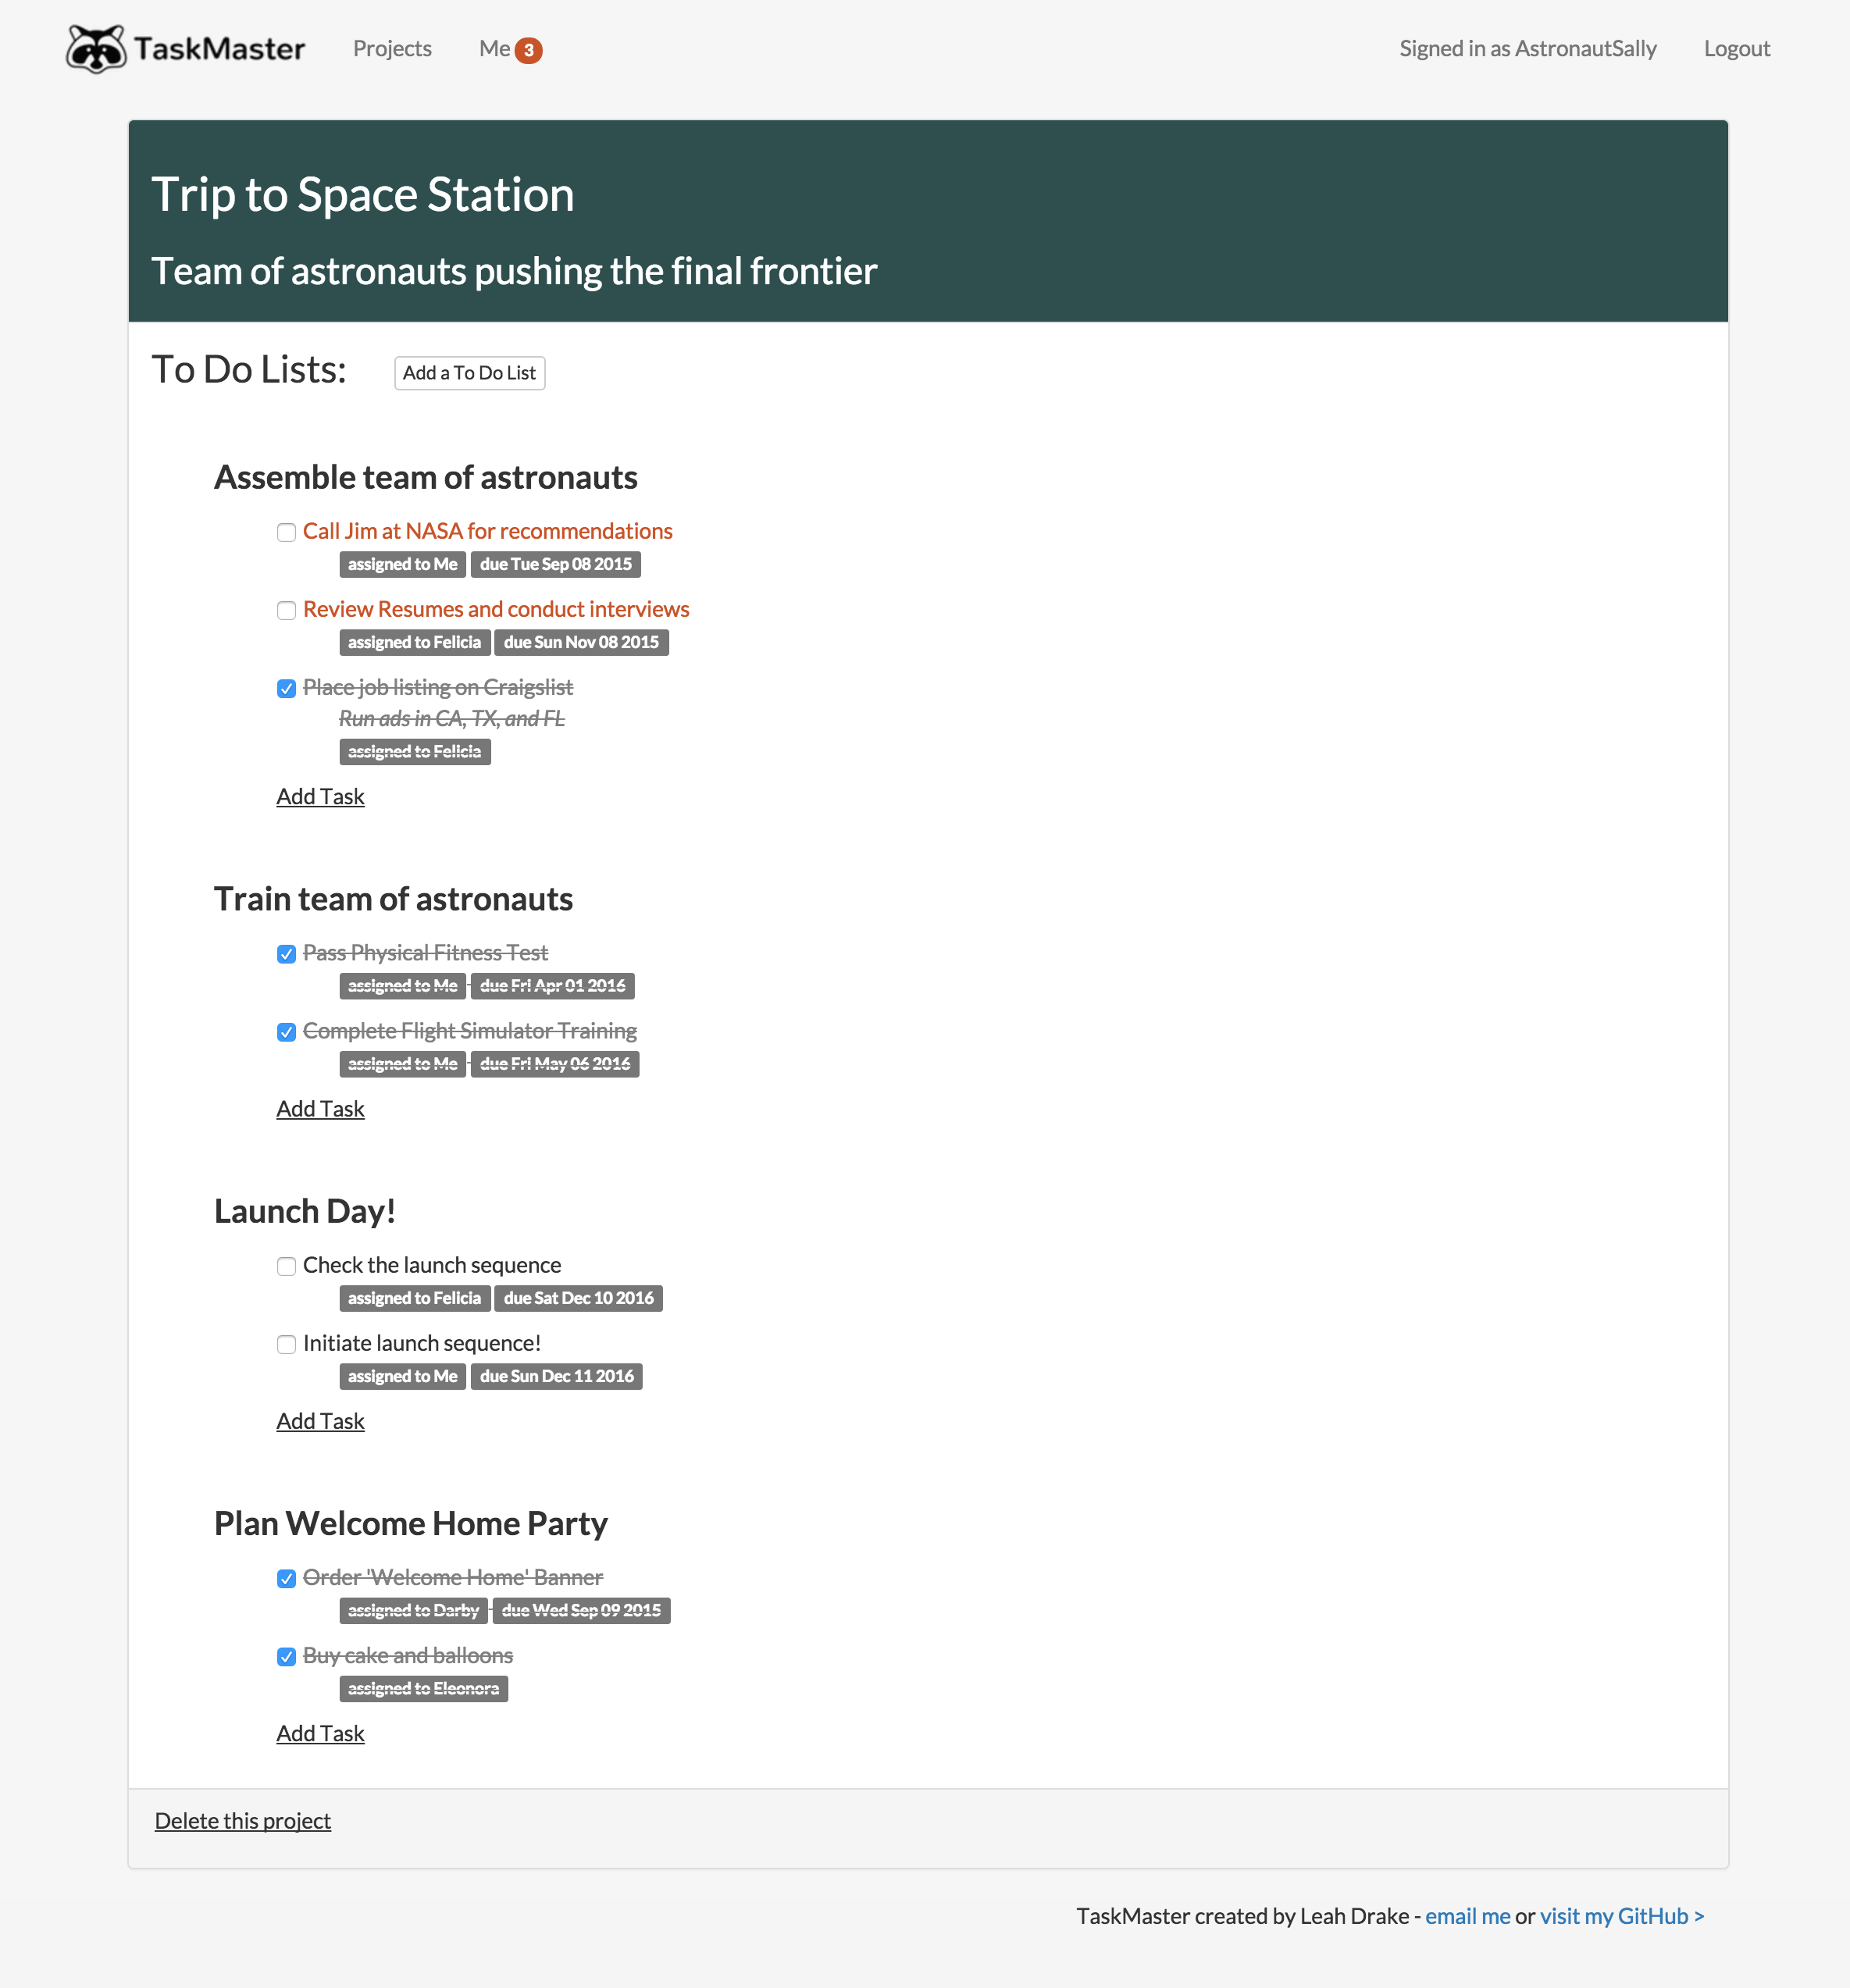 TaskMaster Projects Me 3 Signed in as AstronautSally Logout
Trip to Space Station
Team of astronauts pushing the final frontier
To Do Lists: Add a To Do List
Assemble team of astronauts
Call Jim at NASA for recommendations
assigned to Me due Tue Sep 08 2015
Review Resumes and conduct interviews
assigned to Felicia due Sun Nov 08 2015
Place job listing on Craigslist
Run ads in CA, TX, and FL
assigned to Felicia
Add Task
Train team of astronauts
Pass Physical Fitness Test
assigned to Me due Fri Apr 01 2016
Complete Flight Simulator Training
assigned to Me due Fri May 06 2016
Add Task
Launch Day!
Check the launch sequence
assigned to Felicia due Sat Dec 10 2016
Initiate launch sequence!
assigned to Me due Sun Dec 11 2016
Add Task
Plan Welcome Home Party
Order 'Welcome Home' Banner
assigned to Darby due Wed Sep 09 2015
Buy cake and balloons
assigned to Eleonora
Add Task
Delete this project
TaskMaster created by Leah Drake - email me or visit my GitHub >